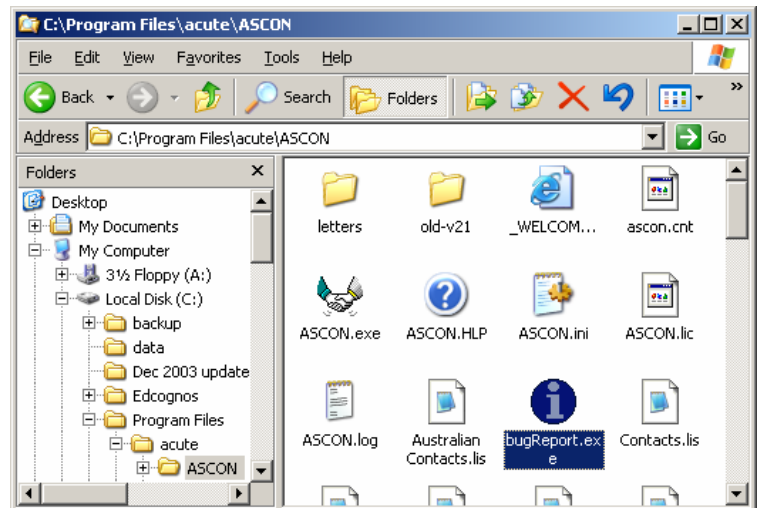 C:\Program Files\acute\ASCON
File Edit View Favorites Tools Help
Back Search Folders »
Address C:\Program Files\acute\ASCON Go
Folders
Desktop
My Documents
My Computer
3½ Floppy (A:)
Local Disk (C:)
backup
data
Dec 2003 update
Edcognos
Program Files
acute
ASCON
letters old-v21 _WELCOM... ascon.cnt
ASCON.exe ASCON.HLP ASCON.ini ASCON.lic
ASCON.log Australian Contacts.lis bugReport.exe Contacts.lis